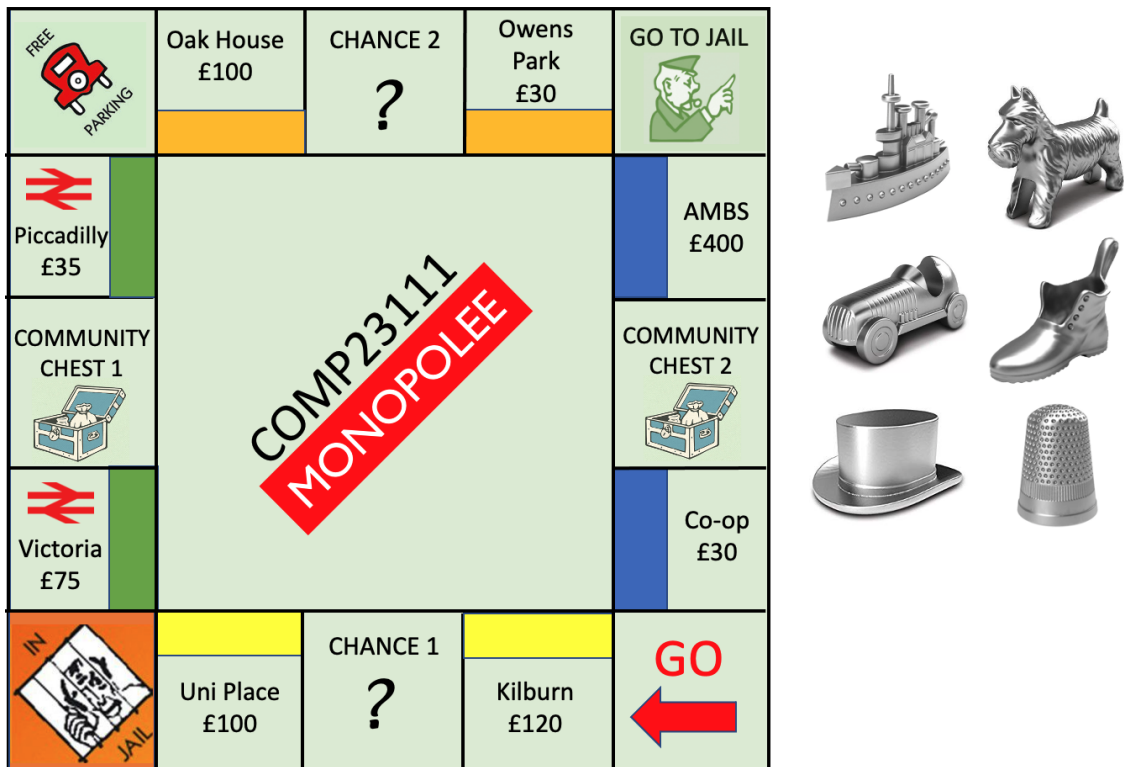 FREE
PARKING
Oak House
£100
CHANCE 2
?
Owens
Park
£30
GO TO JAIL
Piccadilly
£35
AMBS
£400
COMMUNITY
CHEST 1
COMP23111
MONOPOLEE
COMMUNITY
CHEST 2
Victoria
£75
Co-op
£30
IN
JAIL
Uni Place
£100
CHANCE 1
?
Kilburn
£120
GO